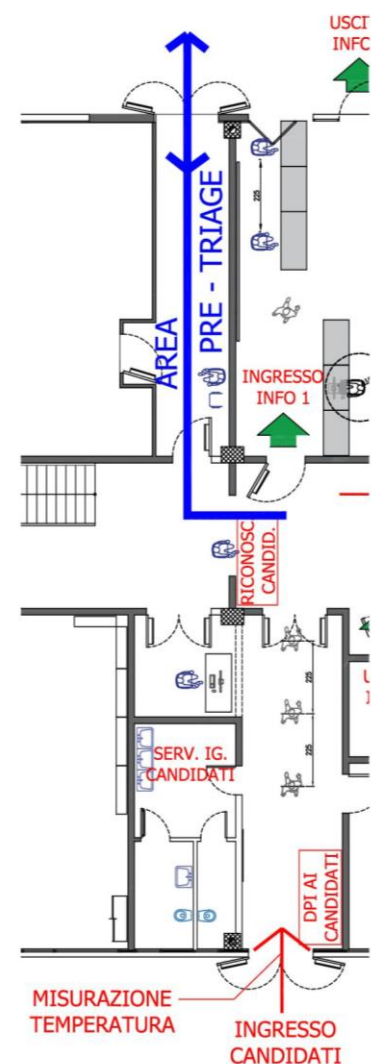 USCI
INFO
225
AREA
PRE - TRIAGE
INGRESSO
INFO 1
RICONOSC.
CANDID.
225
225
SERV. IG.
CANDIDATI
DPI AI
CANDIDATI
MISURAZIONE
TEMPERATURA
INGRESSO
CANDIDATI